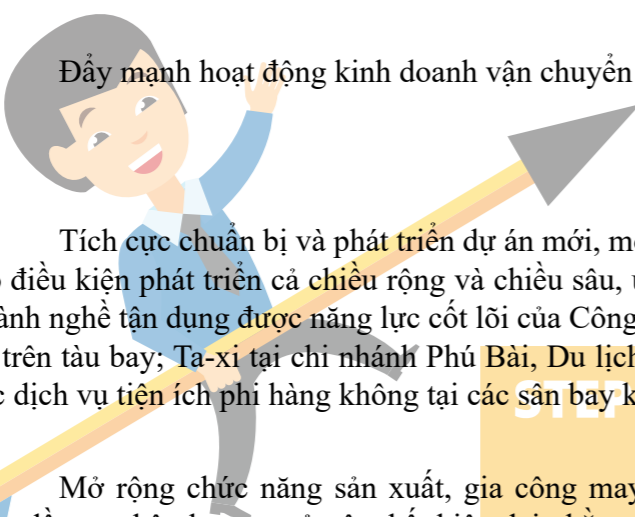 Đẩy mạnh hoạt động kinh doanh vận chuyển
Tích cực chuẩn bị và phát triển dự án mới,
điều kiện phát triển cả chiều rộng và chiều sâu,
ành nghề tận dụng được năng lực cốt lõi của Công
trên tàu bay; Ta-xi tại chi nhánh Phú Bài, Du lịch
dịch vụ tiện ích phi hàng không tại các sân bay
STEP
Mở rộng chức năng sản xuất, gia công may